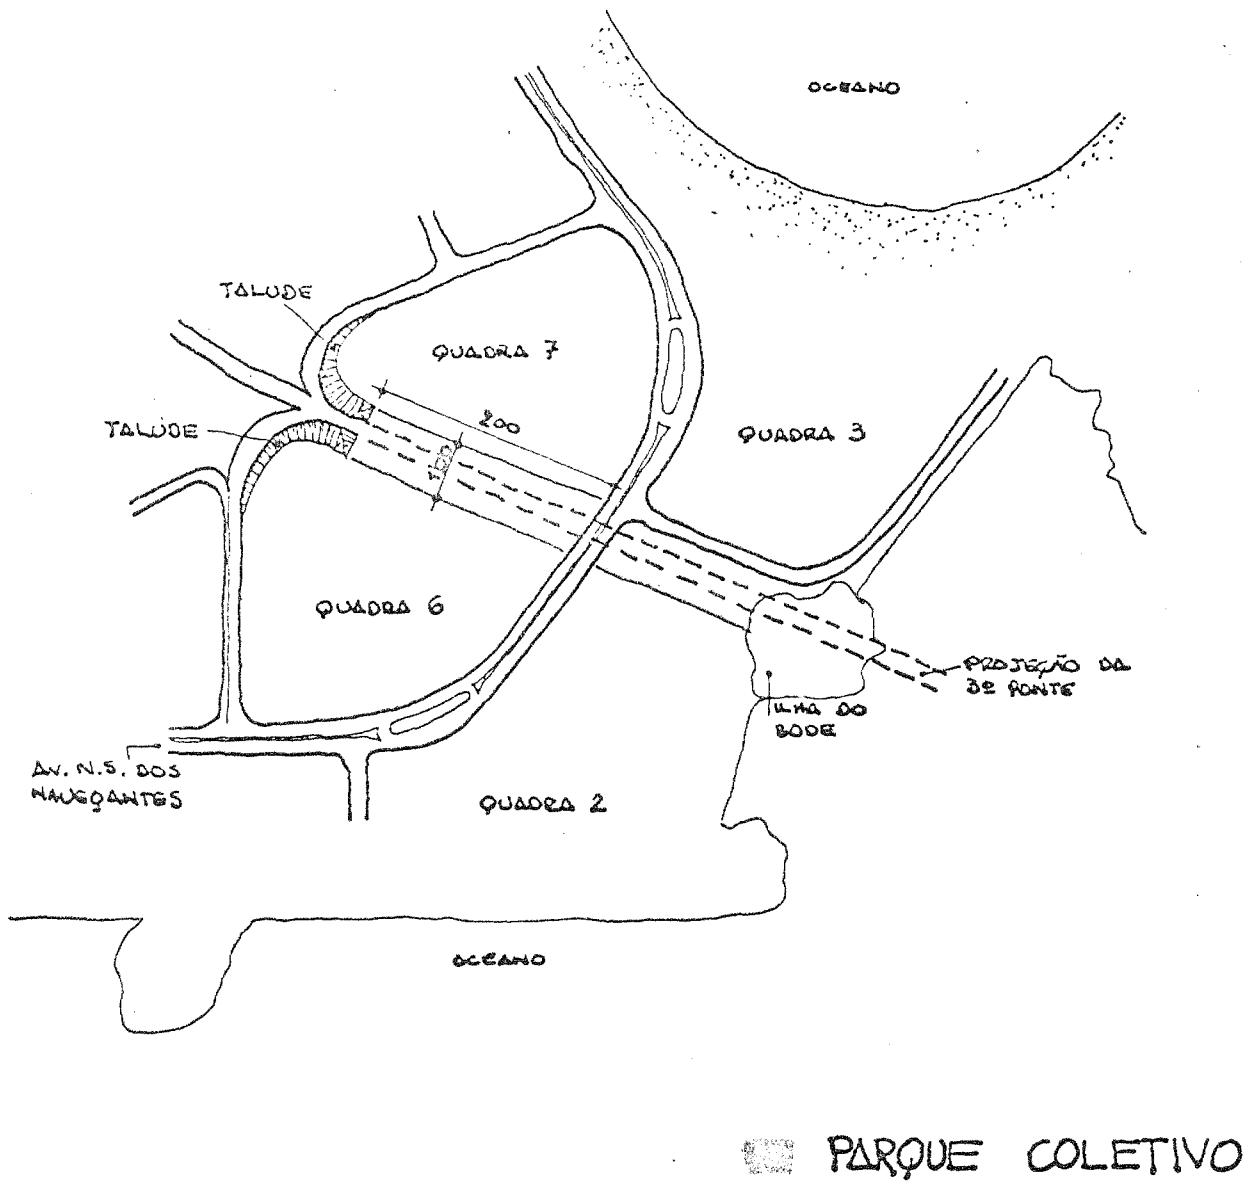 OCEANO
TALUDE
QUADRA 7
TALUDE
200
100
QUADRA 3
QUADRA 6
PROJEÇÃO DA
3ª PONTE
ILHA DO
BODE
AV. N.S. DOS
NAVEGANTES
QUADRA 2
OCEANO
PARQUE COLETIVO